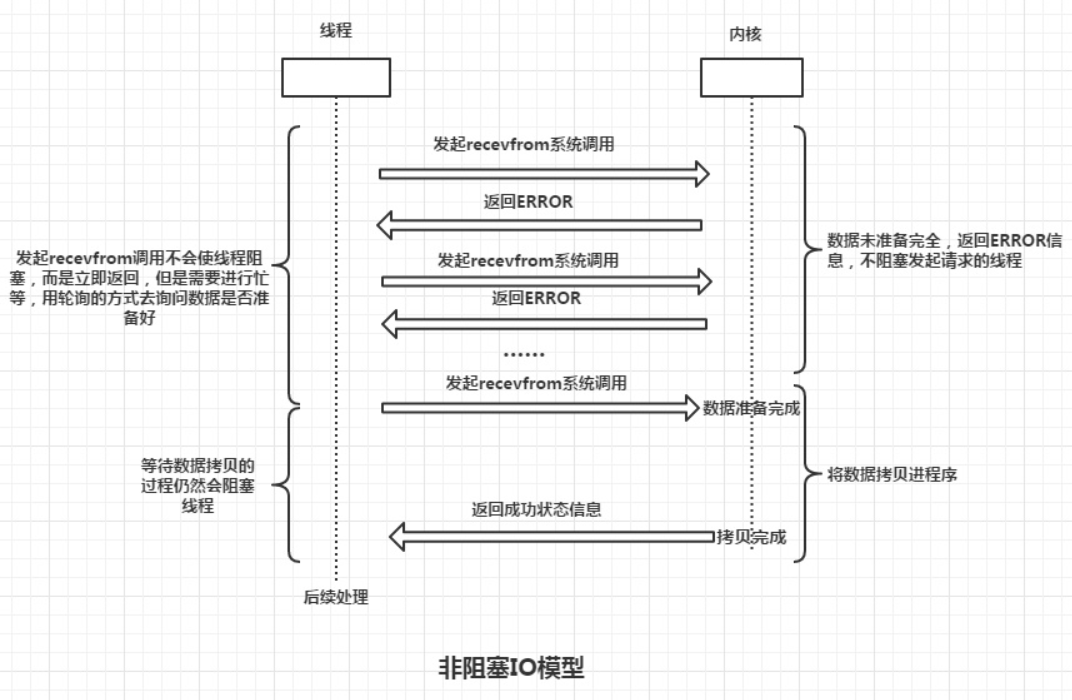 线程
内核
发起recevfrom系统调用
返回ERROR
发起recevfrom系统调用
返回ERROR
......
发起recevfrom系统调用
数据准备完成
返回成功状态信息
拷贝完成
发起recevfrom调用不会使线程阻
塞，而是立即返回，但是需要进行忙
等，用轮询的方式去询问数据是否准
备好
数据未准备完全，返回ERROR信
息，不阻塞发起请求的线程
等待数据拷贝的
过程仍然会阻塞
线程
将数据拷贝进程序
后续处理
非阻塞IO模型